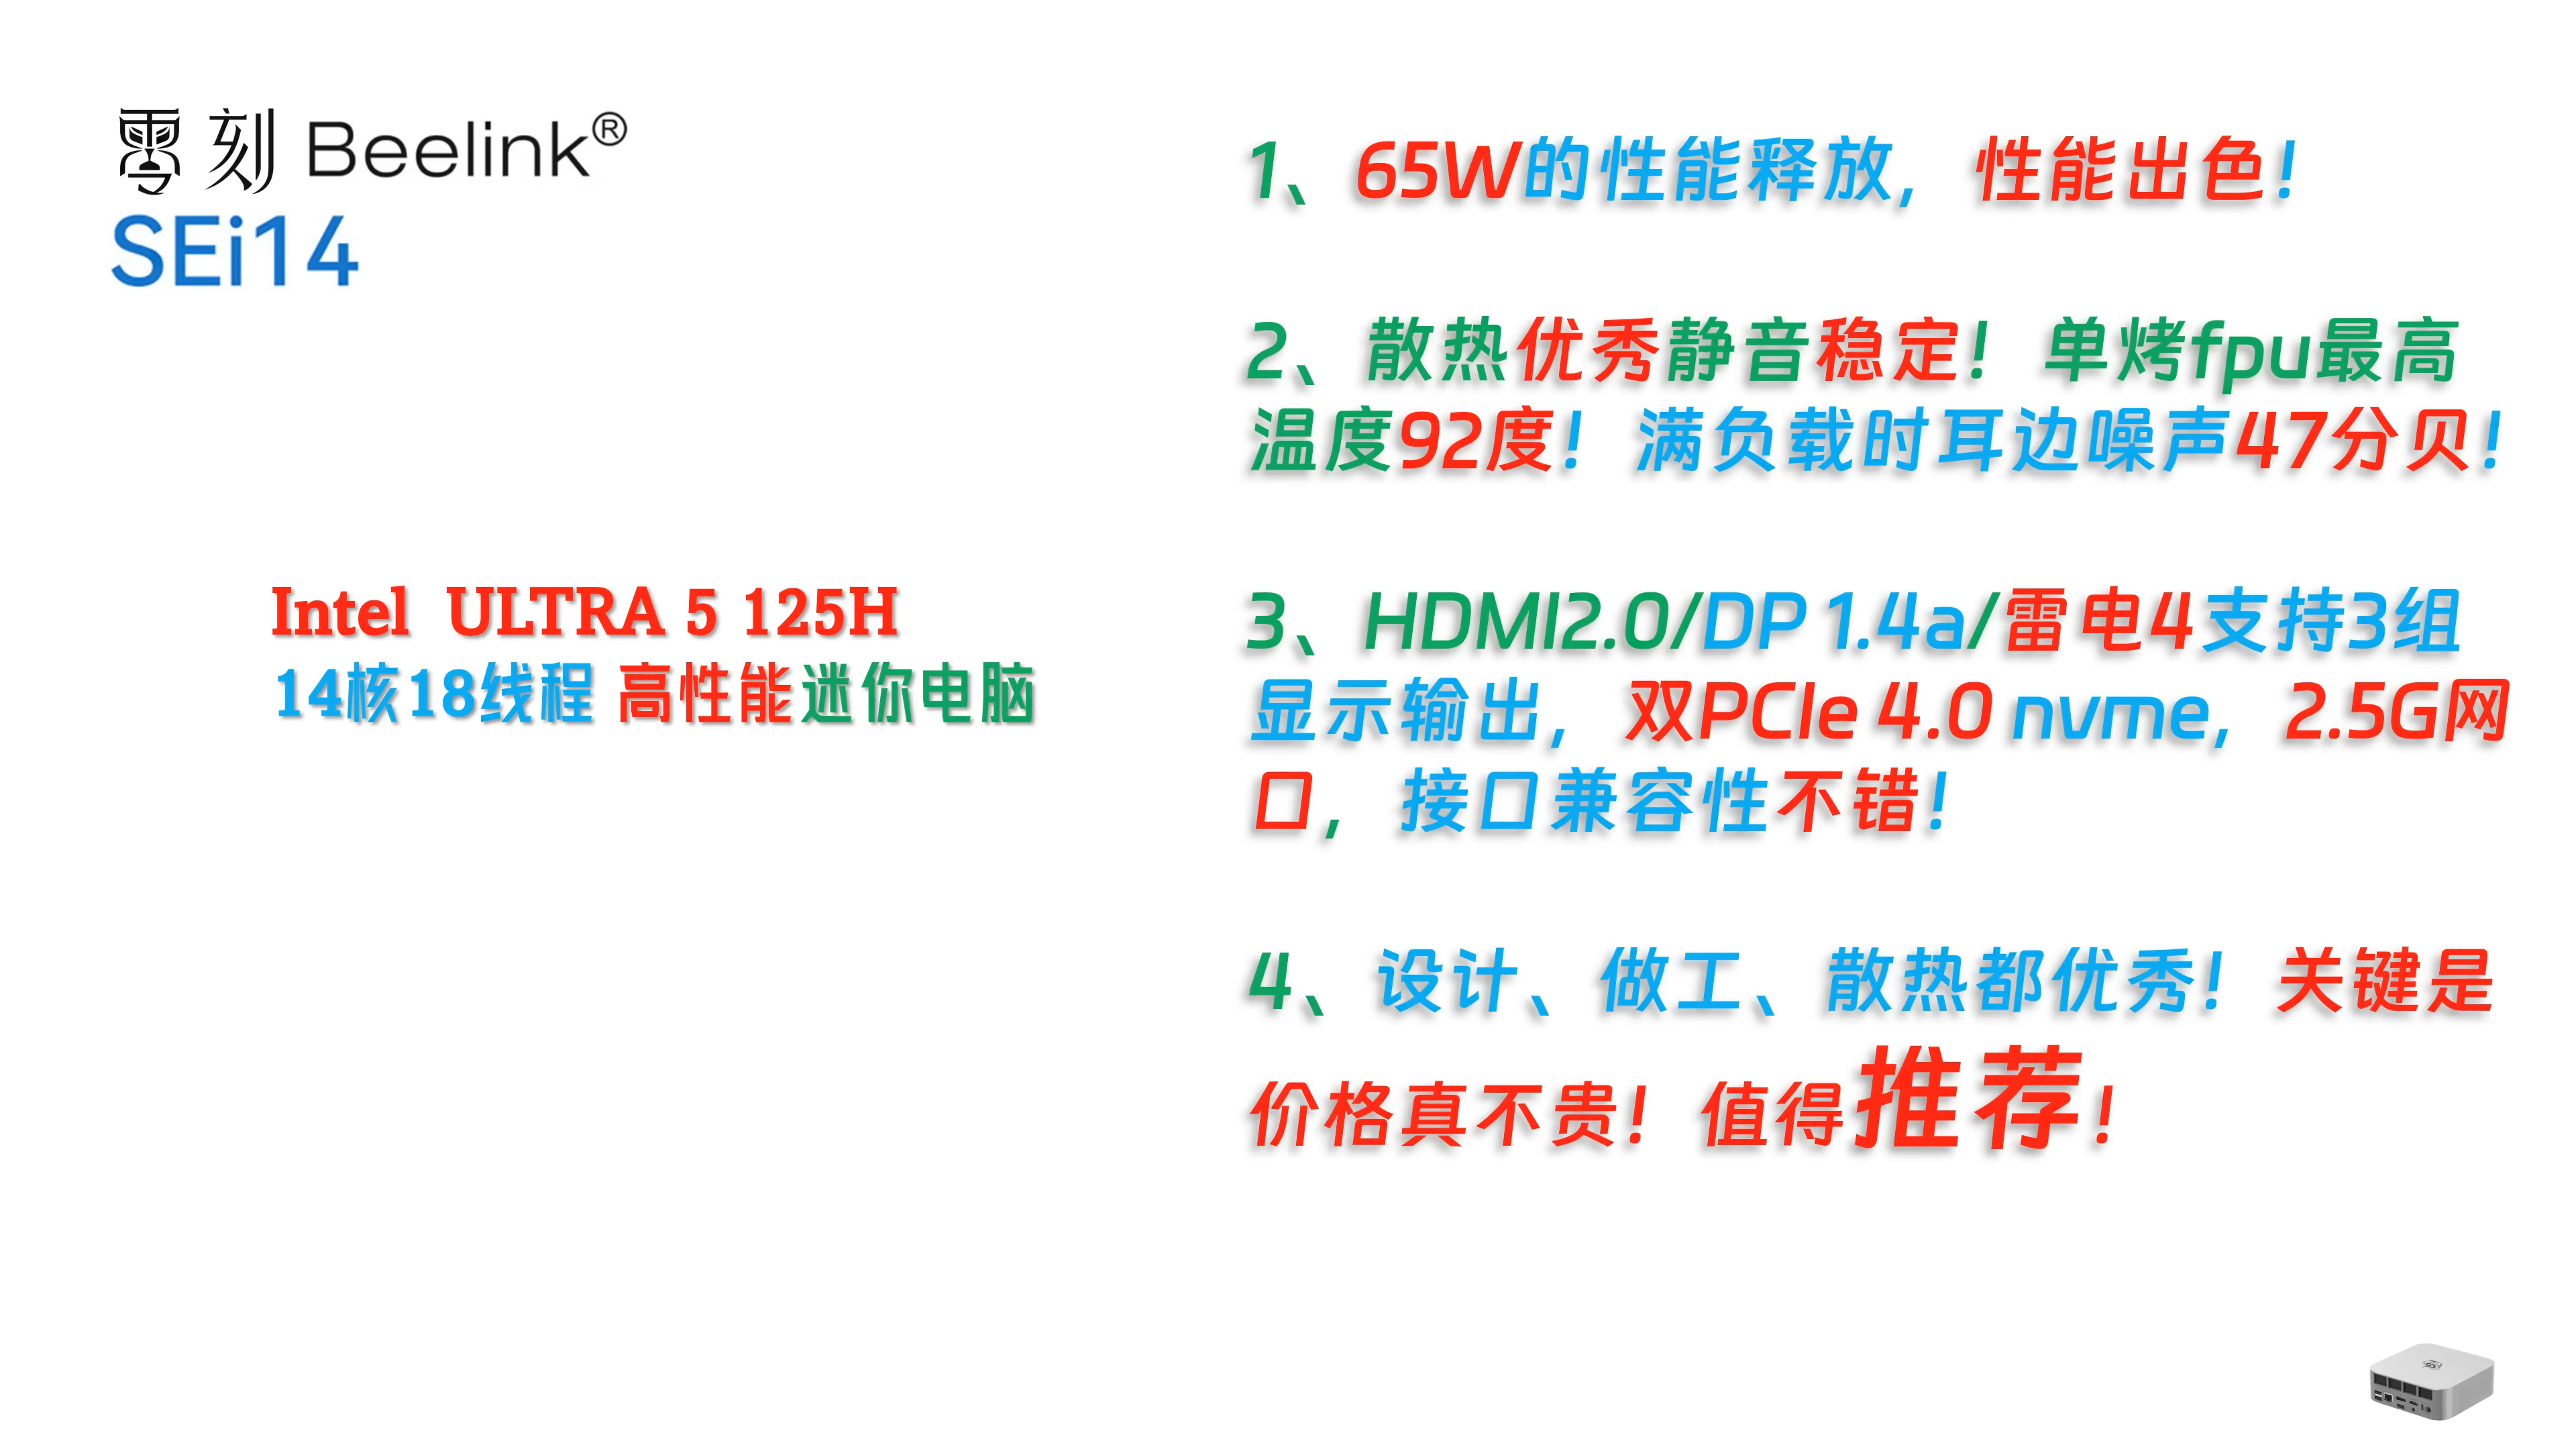 零刻 Beelink®
SEi14
Intel ULTRA 5 125H
14核18线程 高性能迷你电脑
1、65W的性能释放，性能出色！
2、散热优秀静音稳定！单烤fpu最高
温度92度！满负载时耳边噪声47分贝！
3、HDMI2.0/DP 1.4a/雷电4支持3组
显示输出，双PCIe 4.0 nvme，2.5G网
口，接口兼容性不错！
4、设计、做工、散热都优秀！关键是
价格真不贵！值得推荐！